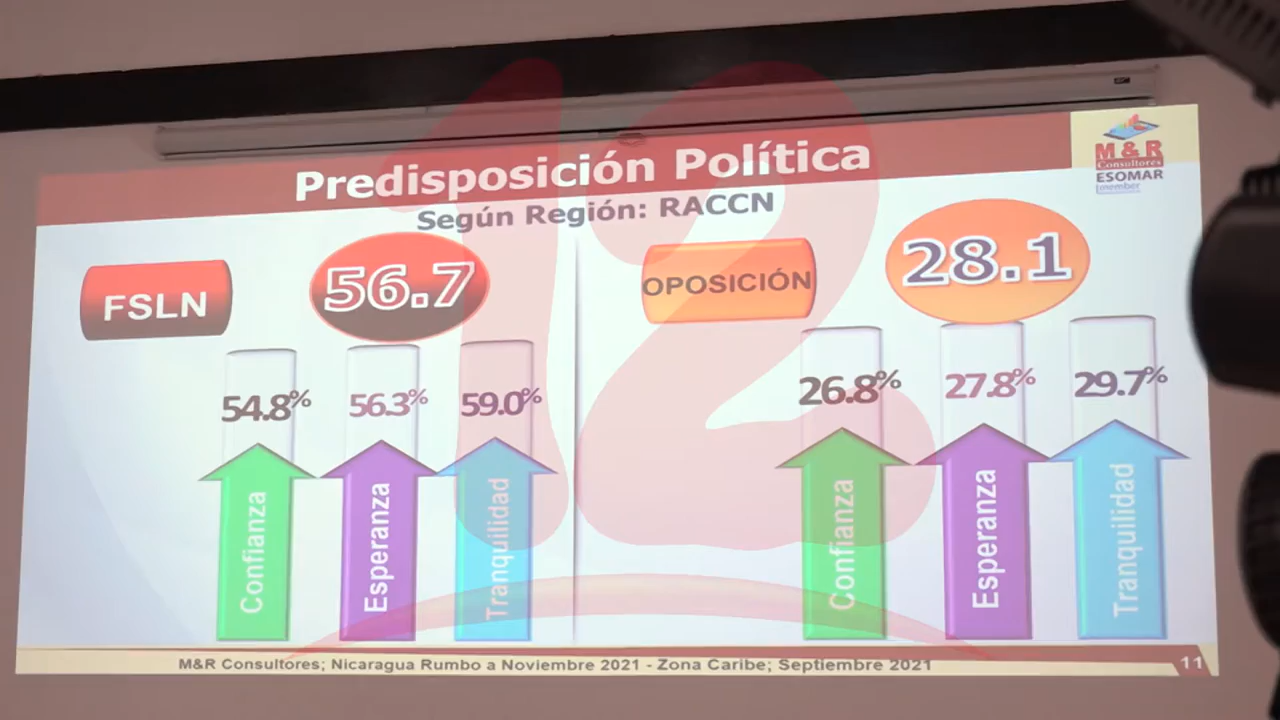 Predisposición Política
Según Región: RACCN
M&R
Consultores
ESOMAR
member
FSLN
56.7
54.8%
56.3%
59.0%
Confianza
Esperanza
Tranquilidad
OPOSICIÓN
28.1
26.8%
27.8%
29.7%
Confianza
Esperanza
Tranquilidad
M&R Consultores; Nicaragua Rumbo a Noviembre 2021 - Zona Caribe; Septiembre 2021
11
12